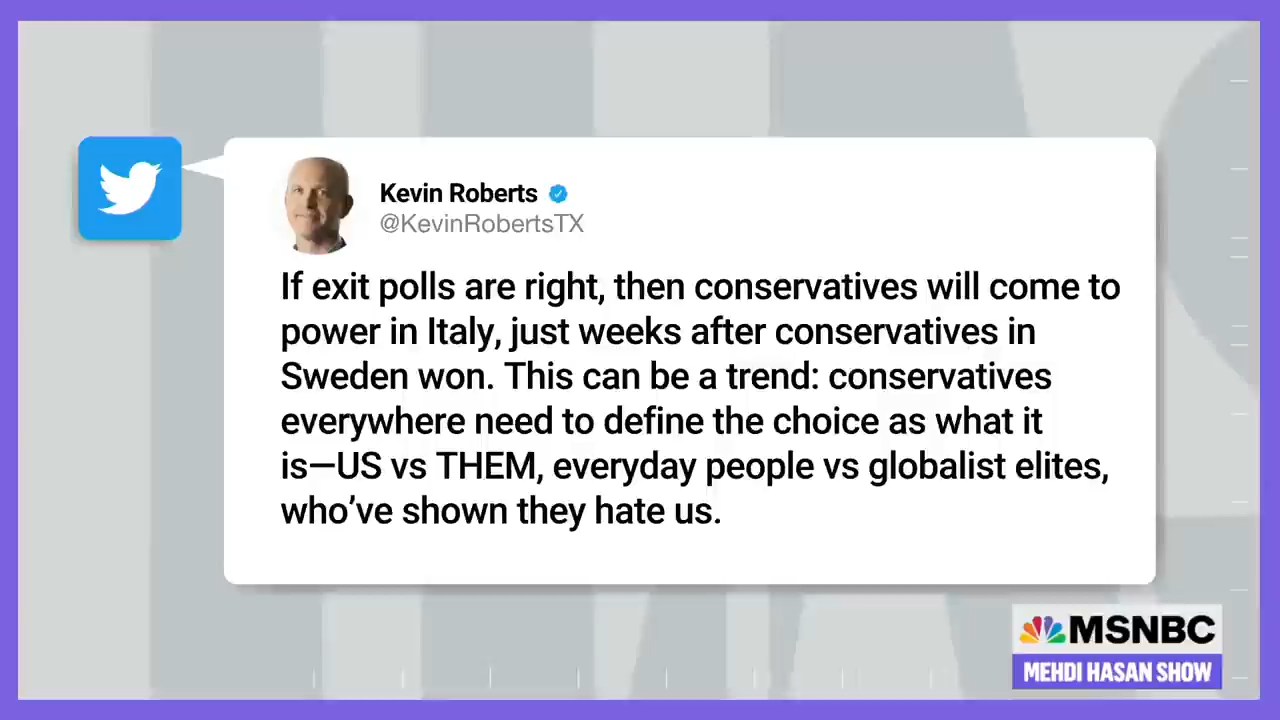 Kevin Roberts
@KevinRobertsTX
If exit polls are right, then conservatives will come to
power in Italy, just weeks after conservatives in
Sweden won. This can be a trend: conservatives
everywhere need to define the choice as what it
is—US vs THEM, everyday people vs globalist elites,
who’ve shown they hate us.
MSNBC
MEHDI HASAN SHOW